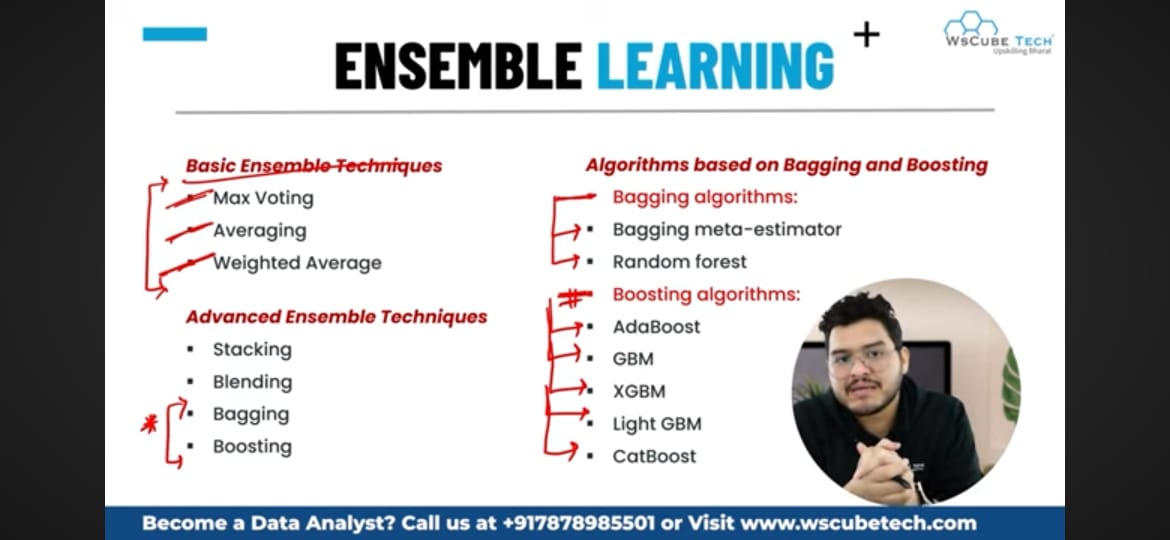 WsCube Tech
Upskilling Bharat
ENSEMBLE LEARNING
Basic Ensemble Techniques
Max Voting
Averaging
Weighted Average
Advanced Ensemble Techniques
Stacking
Blending
Bagging
Boosting
Algorithms based on Bagging and Boosting
Bagging algorithms:
Bagging meta-estimator
Random forest
Boosting algorithms:
AdaBoost
GBM
XGBM
Light GBM
CatBoost
Become a Data Analyst? Call us at +917878985501 or Visit www.wscubetech.com